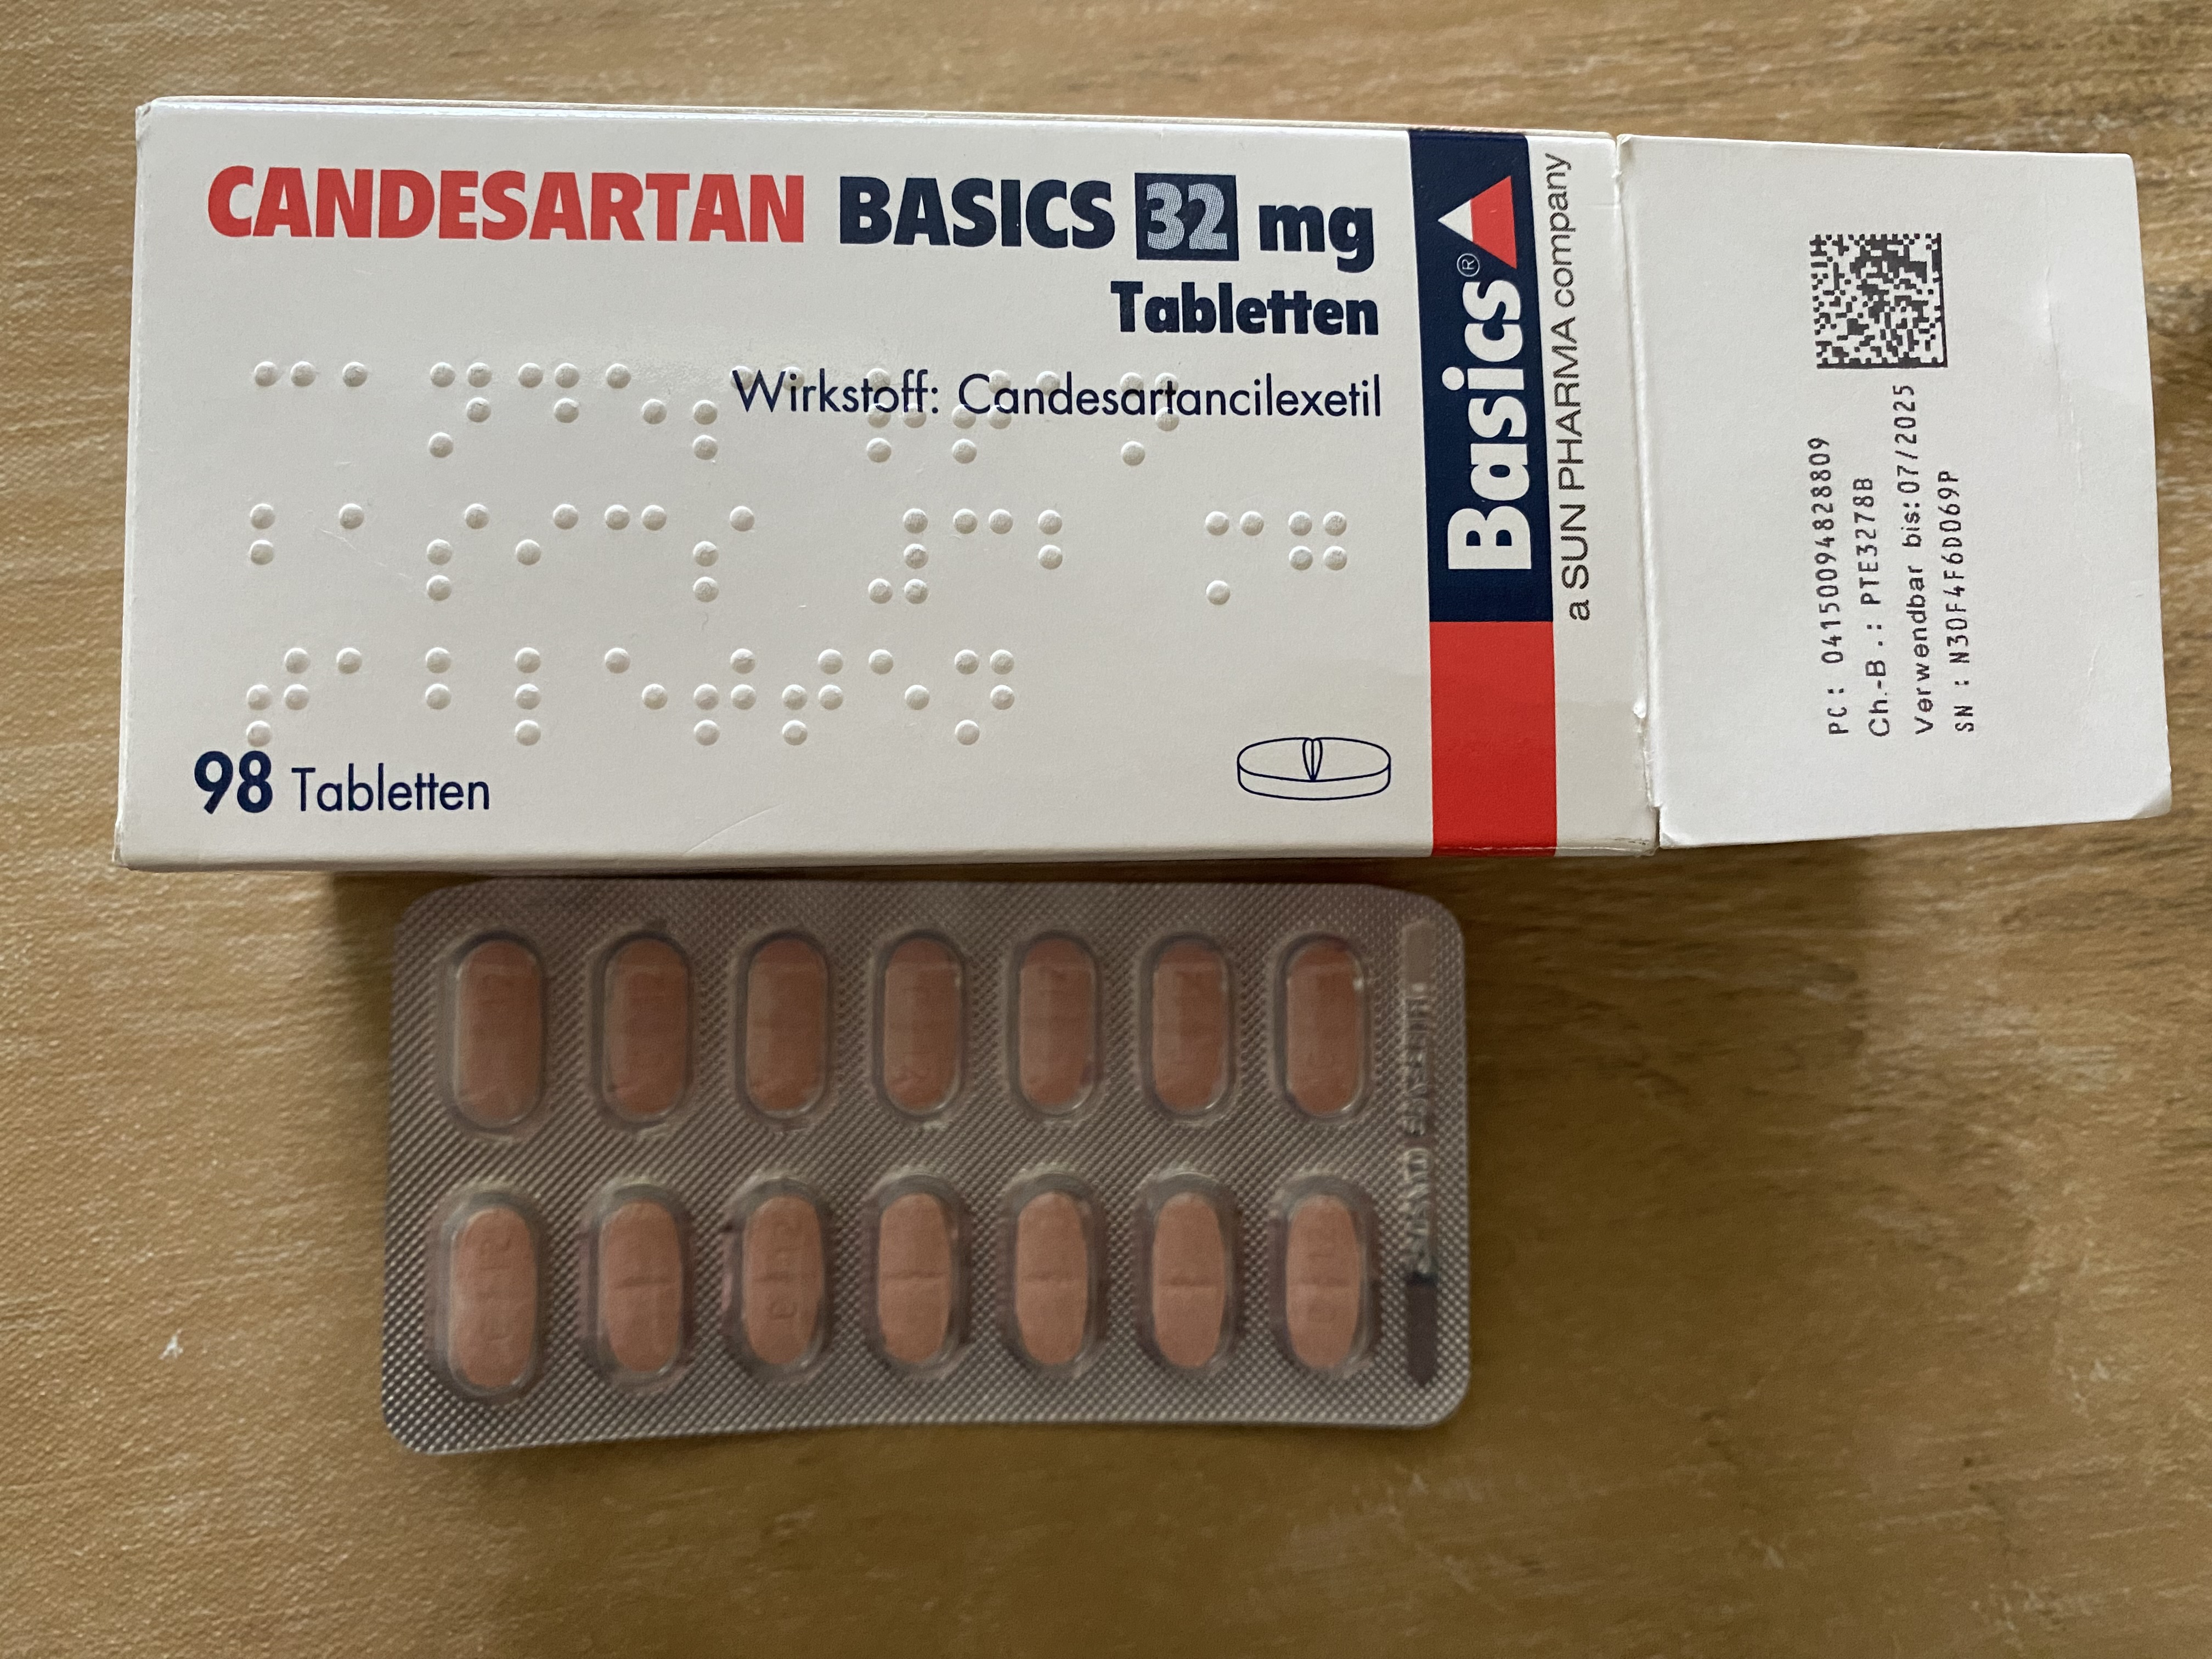 CANDESARTAN BASICS 32 mg
Tabletten
Wirkstoff: Candesartancilexetil
98 Tabletten
Basics®
a SUN PHARMA company
PC: 04150094828809
Ch.-B.: PTE3278B
Verwendbar bis: 07/2025
SN: N3DF4F6DD69P